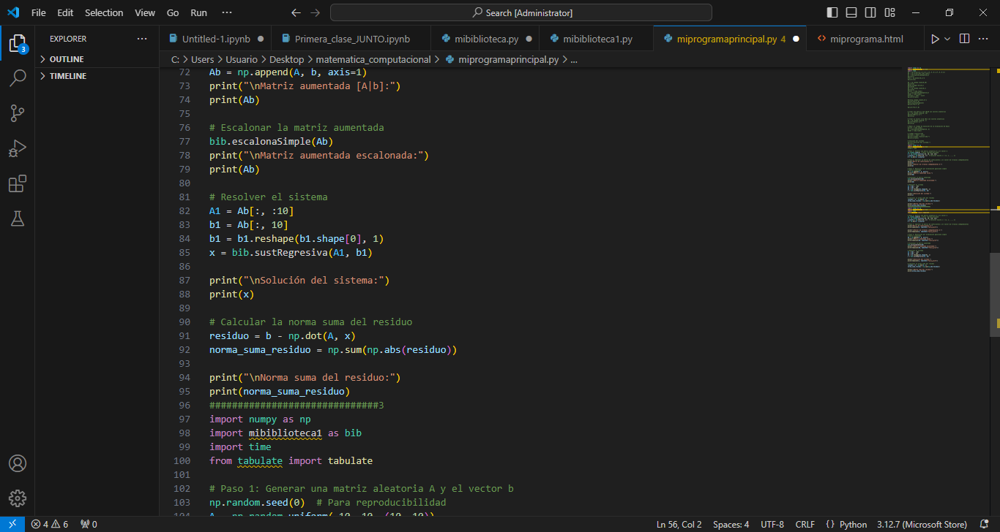 File Edit Selection View Go Run ··· Search [Administrator]
EXPLORER ···
OUTLINE
TIMELINE
3
Untitled-1.ipynb Primera_clase_JUNTO.ipynb mibiblioteca.py mibiblioteca1.py miprogramaprincipal.py 4 miprograma.html ···
C: > Users > Usuario > Desktop > matematica_computacional > miprogramaprincipal.py > ...
72 Ab = np.append(A, b, axis=1)
73 print("\nMatriz aumentada [A|b]:")
74 print(Ab)
75
76 # Escalonar la matriz aumentada
77 bib.escalonaSimple(Ab)
78 print("\nMatriz aumentada escalonada:")
79 print(Ab)
80
81 # Resolver el sistema
82 A1 = Ab[:, :10]
83 b1 = Ab[:, 10]
84 b1 = b1.reshape(b1.shape[0], 1)
85 x = bib.sustRegresiva(A1, b1)
86
87 print("\nSolución del sistema:")
88 print(x)
89
90 # Calcular la norma suma del residuo
91 residuo = b - np.dot(A, x)
92 norma_suma_residuo = np.sum(np.abs(residuo))
93
94 print("\nNorma suma del residuo:")
95 print(norma_suma_residuo)
96 ##############################3
97 import numpy as np
98 import mibiblioteca1 as bib
99 import time
100 from tabulate import tabulate
101
102 # Paso 1: Generar una matriz aleatoria A y el vector b
103 np.random.seed(0) # Para reproducibilidad
104 A = np.random.uniform(-10, 10, (10, 10))
4 6 0 Ln 56, Col 2 Spaces: 4 UTF-8 CRLF {} Python 3.12.7 (Microsoft Store)